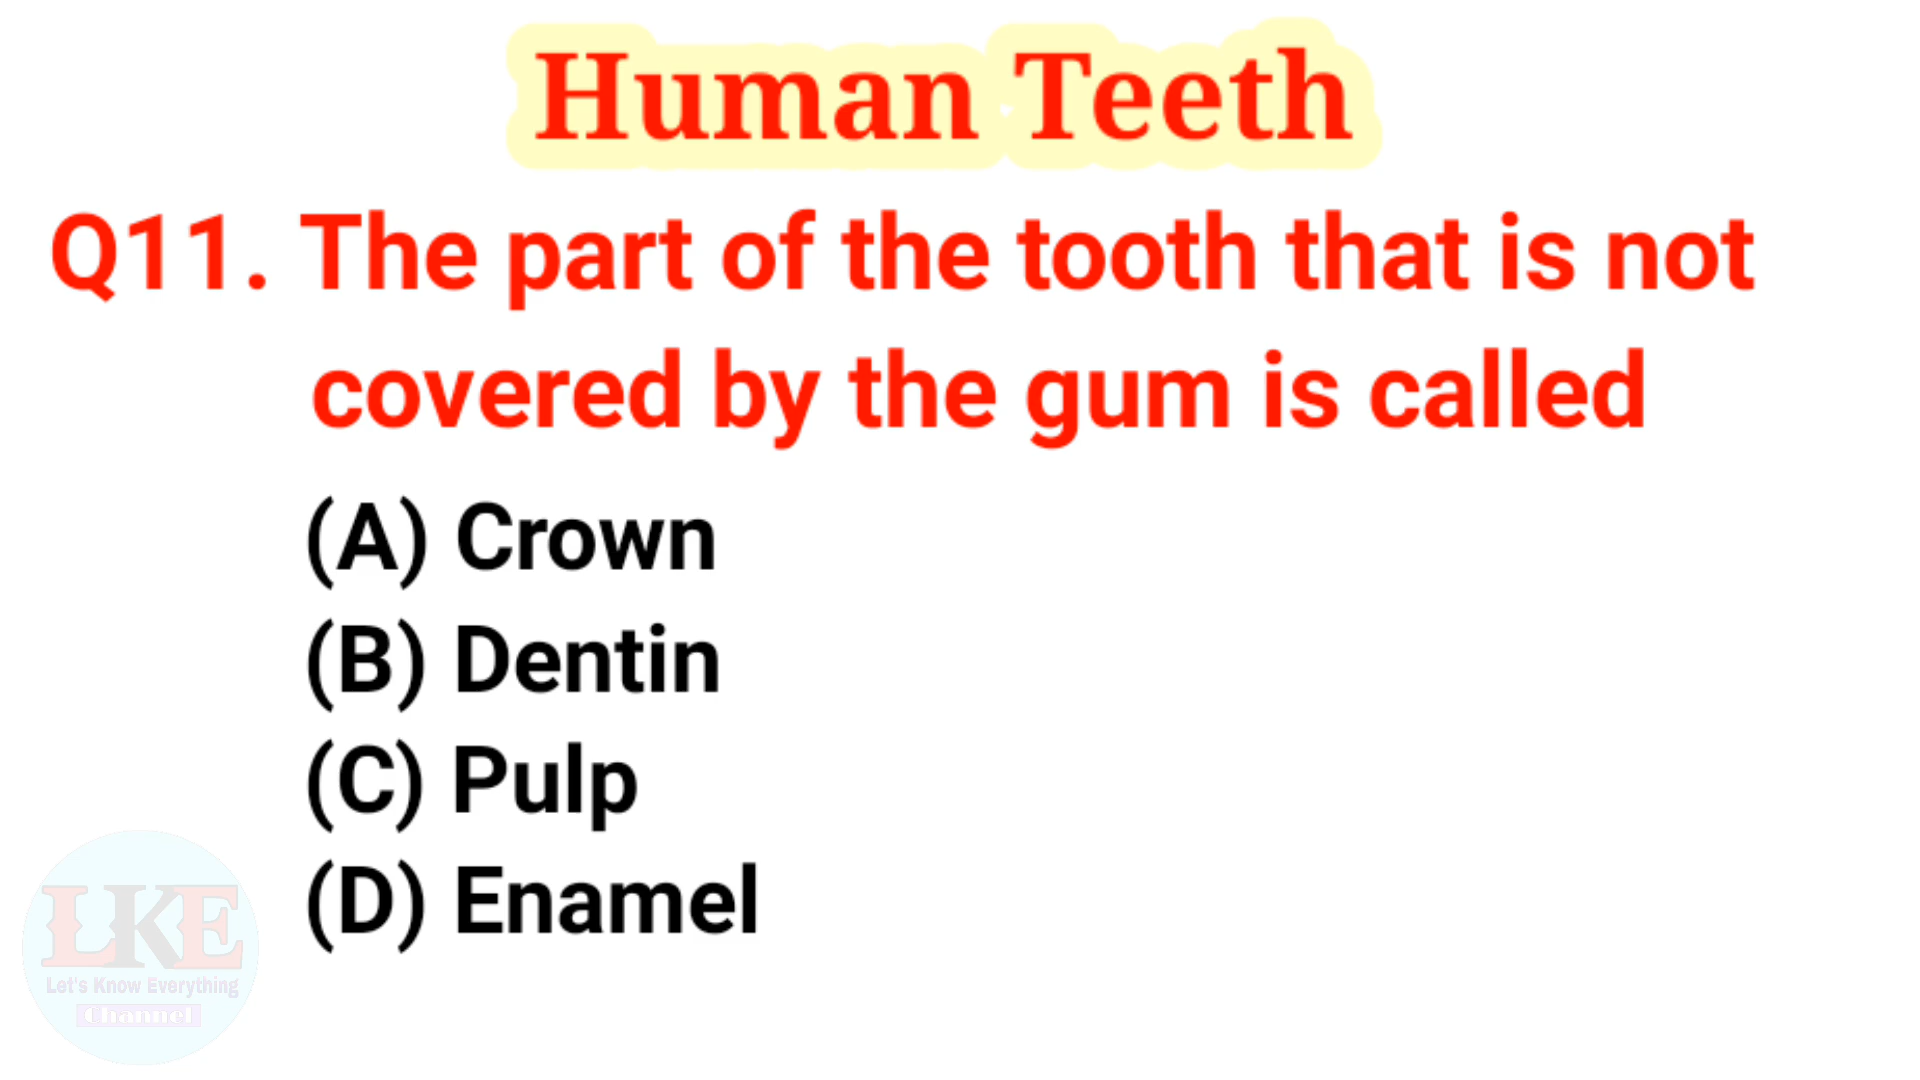 Human Teeth
Q11. The part of the tooth that is not
covered by the gum is called
(A) Crown
(B) Dentin
(C) Pulp
(D) Enamel
LKE
Let's Know Everything
Channel